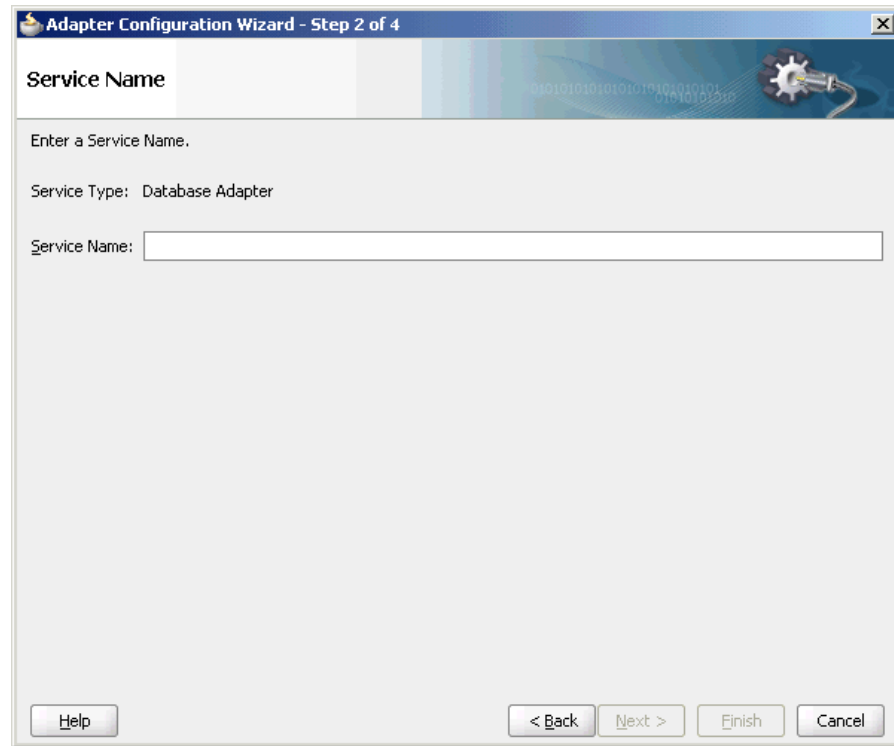 Adapter Configuration Wizard - Step 2 of 4
Service Name
Enter a Service Name.
Service Type: Database Adapter
Service Name:
Help
< Back
Next >
Finish
Cancel